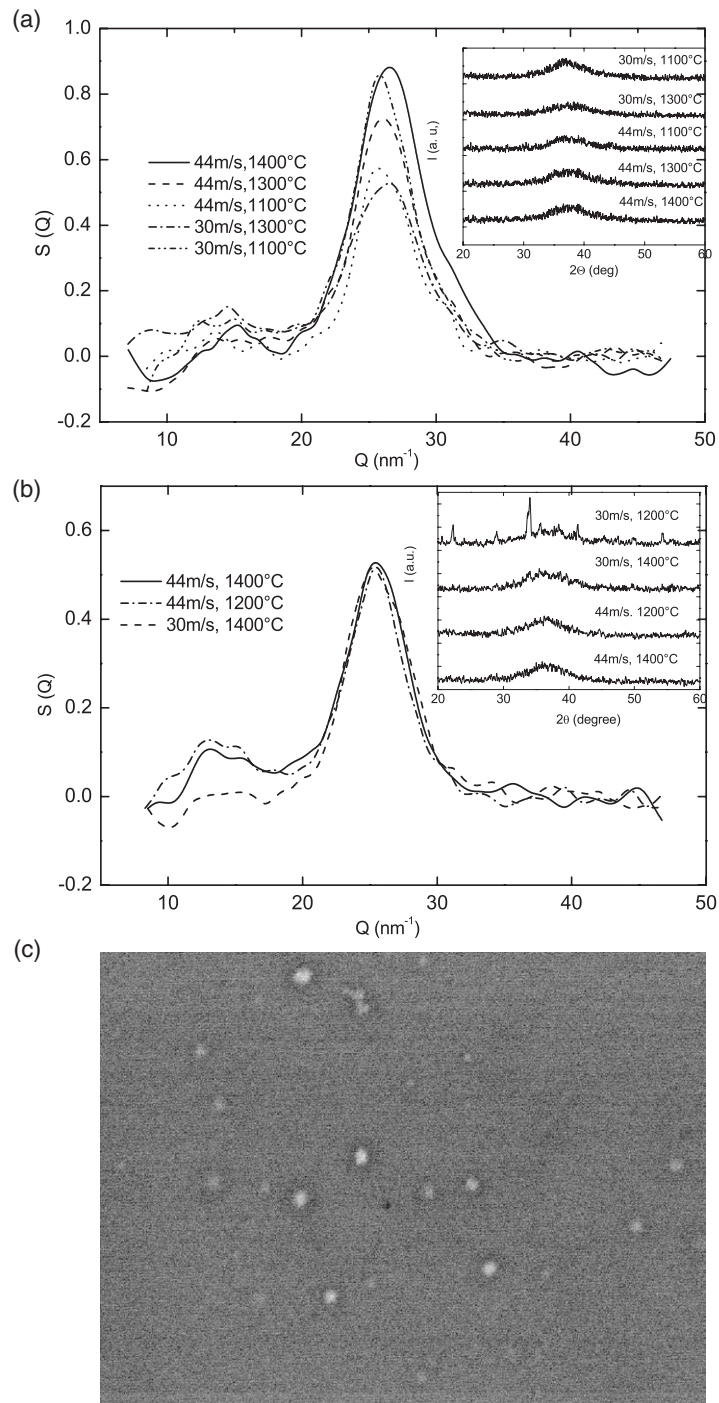 (a)
1.0
0.8
0.6
0.4
0.2
0.0
-0.2
S (Q)
44m/s,1400°C
44m/s,1300°C
44m/s,1100°C
30m/s,1300°C
30m/s,1100°C
10
20
30
40
50
Q (nm⁻¹)
I (a. u,)
30m/s, 1100°C
30m/s, 1300°C
44m/s, 1100°C
44m/s, 1300°C
44m/s, 1400°C
20
30
40
50
60
2Θ (deg)
(b)
0.6
0.4
0.2
0.0
-0.2
S (Q)
44m/s, 1400°C
44m/s, 1200°C
30m/s, 1400°C
10
20
30
40
50
Q (nm⁻¹)
I (a.u.)
30m/s, 1200°C
30m/s, 1400°C
44m/s. 1200°C
44m/s, 1400°C
20
30
40
50
60
2θ (degree)
(c)